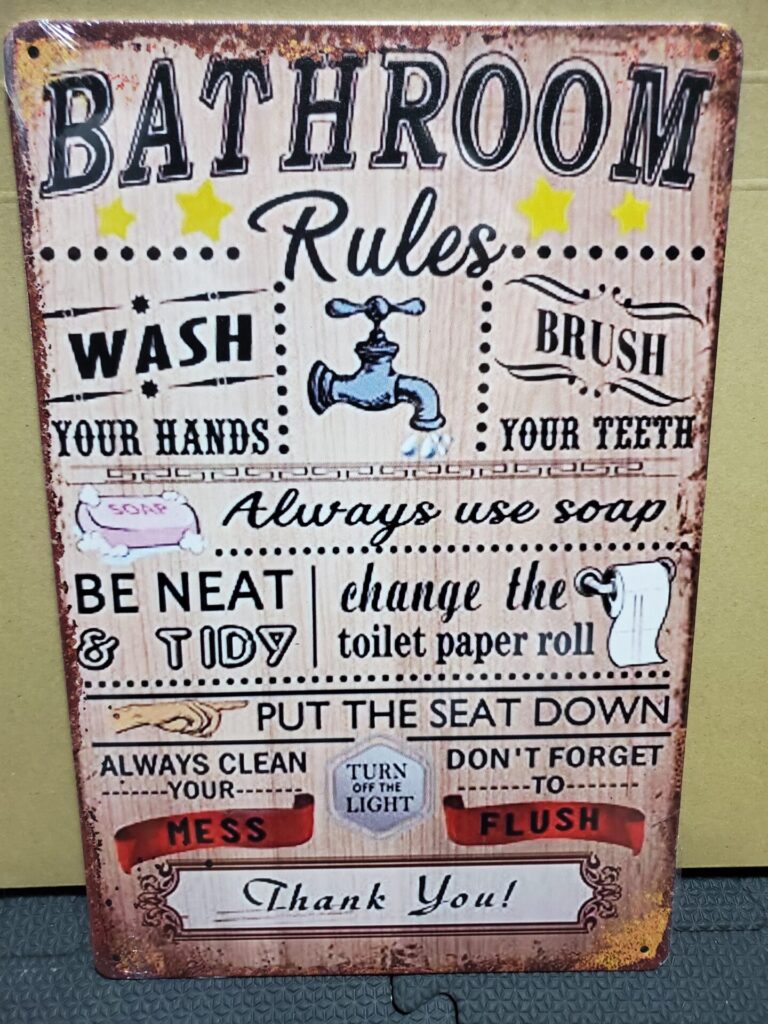 BATHROOM
Rules
WASH
YOUR HANDS
BRUSH
YOUR TEETH
SOAP
Always use soap
BE NEAT
& TIDY
change the
toilet paper roll
PUT THE SEAT DOWN
ALWAYS CLEAN
YOUR
MESS
TURN
OFF THE
LIGHT
DON'T FORGET
TO
FLUSH
Thank You!